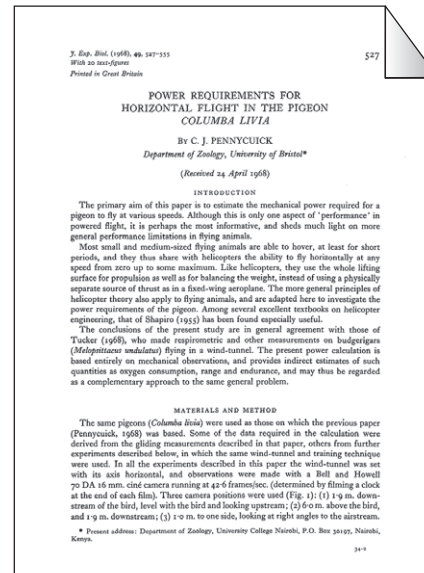 J. Exp. Biol. (1968), 49, 527-555
527
With 20 text-figures
Printed in Great Britain
POWER REQUIREMENTS FOR
HORIZONTAL FLIGHT IN THE PIGEON
COLUMBA LIVIA
BY C. J. PENNYCUICK
Department of Zoology, University of Bristol*
(Received 24 April 1968)
INTRODUCTION
The primary aim of this paper is to estimate the mechanical power required for a
pigeon to fly at various speeds. Although this is only one aspect of 'performance' in
powered flight, it is perhaps the most informative, and sheds much light on more
general performance limitations in flying animals.
Most small and medium-sized flying animals are able to hover, at least for short
periods, and they thus share with helicopters the ability to fly horizontally at any
speed from zero up to some maximum. Like helicopters, they use the whole lifting
surface for propulsion as well as for balancing the weight, instead of using a physically
separate source of thrust as in a fixed-wing aeroplane. The more general principles of
helicopter theory also apply to flying animals, and are adapted here to investigate the
power requirements of the pigeon. Among several excellent textbooks on helicopter
engineering, that of Shapiro (1955) has been found especially useful.
The conclusions of the present study are in general agreement with those of
Tucker (1968), who made respirometric and other measurements on budgerigars
(Melopsittacus undulatus) flying in a wind-tunnel. The present power calculation is
based entirely on mechanical observations, and provides indirect estimates of such
quantities as oxygen consumption, range and endurance, and may thus be regarded
as a complementary approach to the same general problem.
MATERIALS AND METHOD
The same pigeons (Columba livia) were used as those on which the previous paper
(Pennycuick, 1968) was based. Some of the data required in the calculation were
derived from the gliding measurements described in that paper, others from further
experiments described below, in which the same wind-tunnel and training technique
were used. In all the experiments described in this paper the wind-tunnel was set
with its axis horizontal, and observations were made with a Bell and Howell
70 DA 16 mm. ciné camera running at 42·6 frames/sec. (determined by filming a clock
at the end of each film). Three camera positions were used (Fig. 1): (1) 1·9 m. down-
stream of the bird, level with the bird and looking upstream; (2) 6·0 m. above the bird,
and 1·9 m. downstream; (3) 1·0 m. to one side, looking at right angles to the airstream.
* Present address: Department of Zoology, University College Nairobi, P.O. Box 30197, Nairobi,
Kenya.
34-2